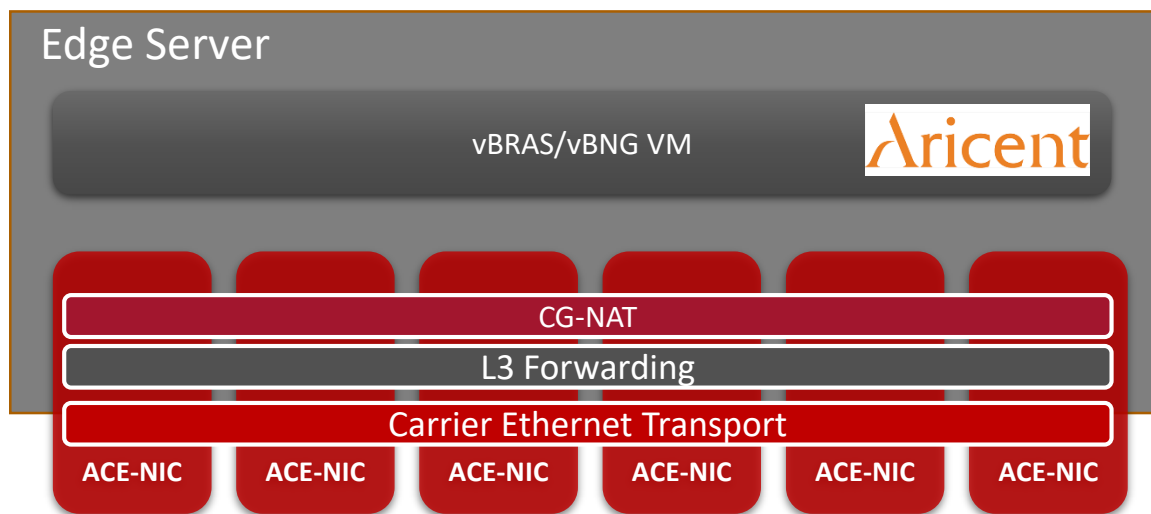 Edge Server
vBRAS/vBNG VM
Aricent
CG-NAT
L3 Forwarding
Carrier Ethernet Transport
ACE-NIC ACE-NIC ACE-NIC ACE-NIC ACE-NIC ACE-NIC